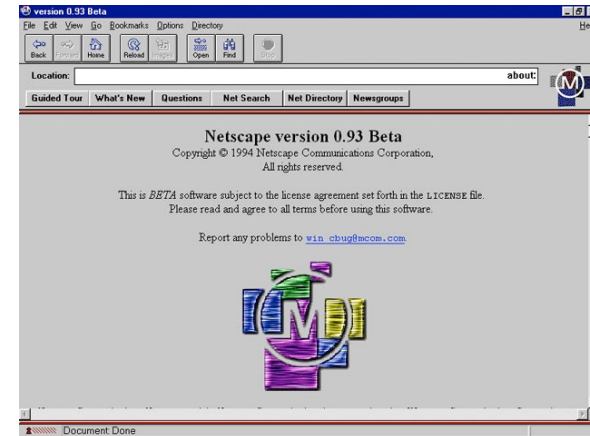 version 0.93 Beta
File Edit View Go Bookmarks Options Directory He
Back Forward Home Reload Images Open Find Stop
Location: about:
Guided Tour What's New Questions Net Search Net Directory Newsgroups
M
Netscape version 0.93 Beta
Copyright © 1994 Netscape Communications Corporation,
All rights reserved.
This is BETA software subject to the license agreement set forth in the LICENSE file.
Please read and agree to all terms before using this software.
Report any problems to win_cbug@mcom.com
M
Document: Done